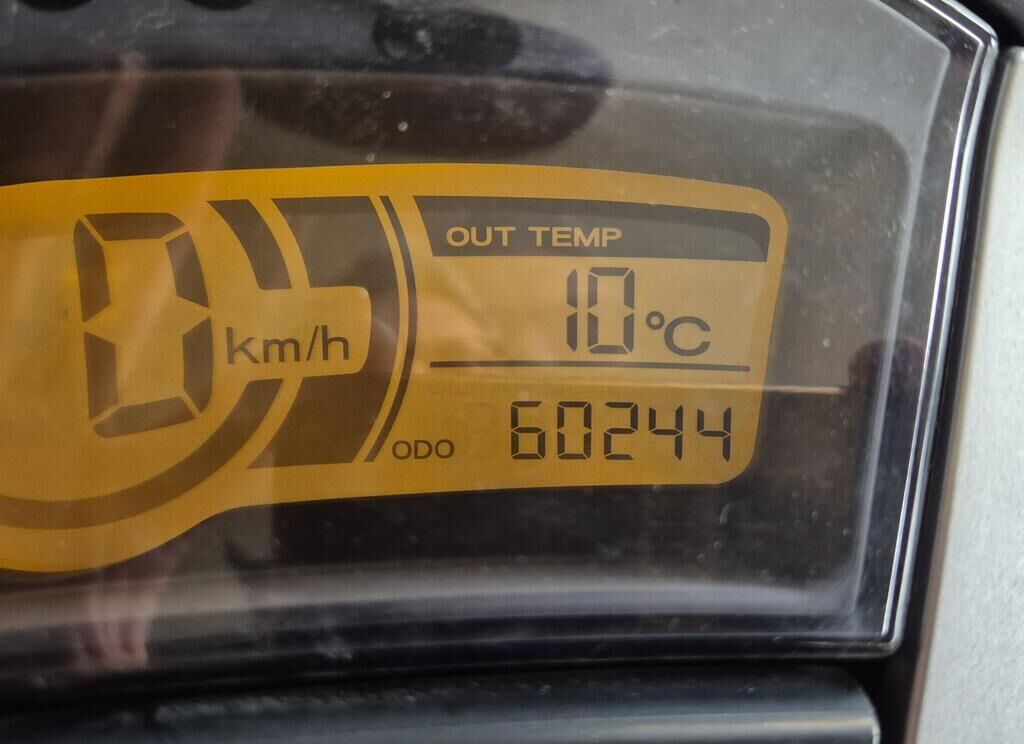 OUT TEMP
10°C
0 km/h
ODO 60244